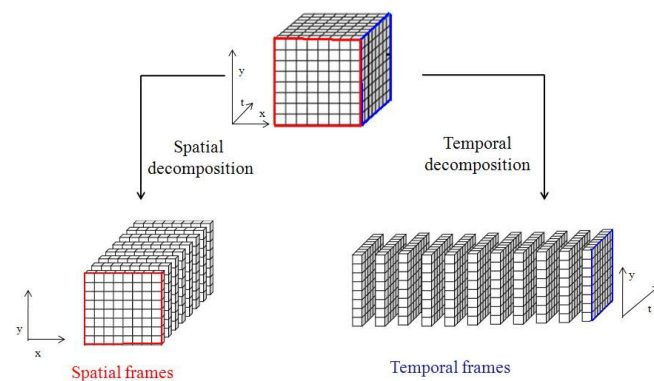 y
t
x
Spatial
decomposition
Temporal
decomposition
y
x
y
t
Spatial frames
Temporal frames